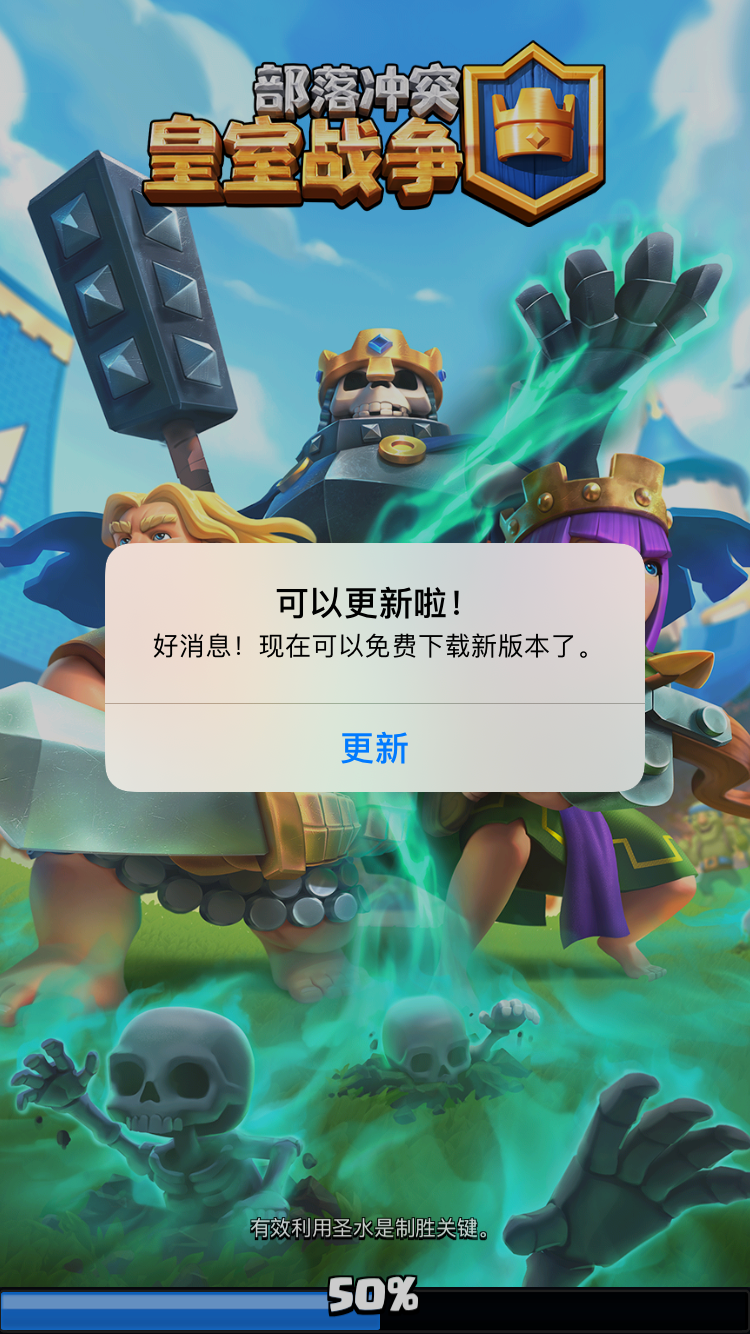 部落冲突
皇室战争
可以更新啦！
好消息！现在可以免费下载新版本了。
更新
有效利用圣水是制胜关键。
50%